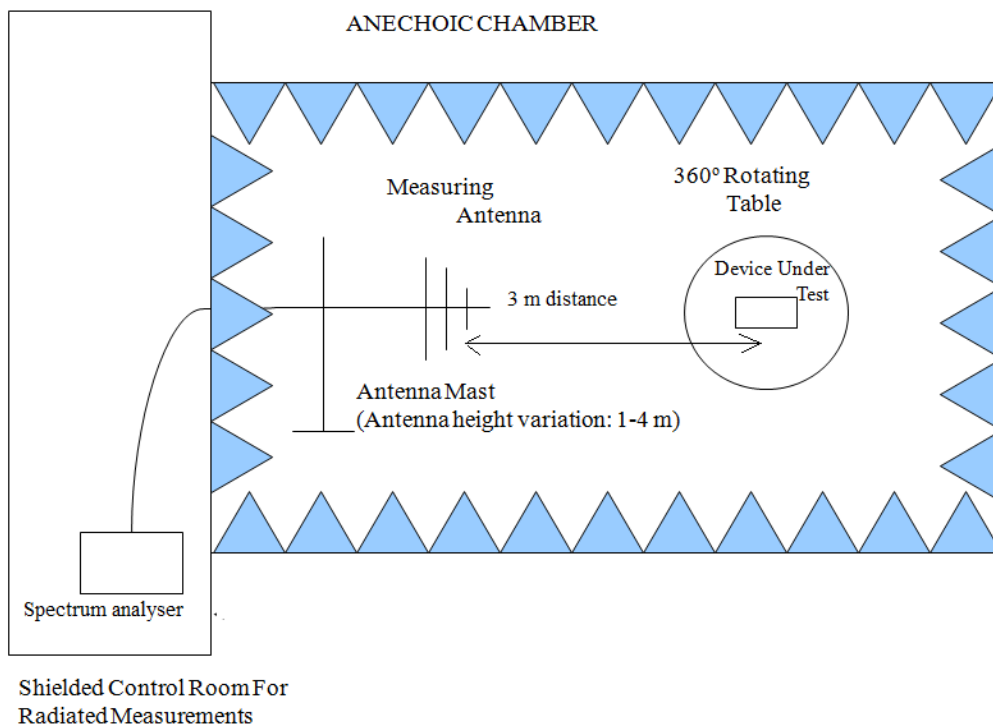 ANECHOIC CHAMBER
Measuring
Antenna
360º Rotating
Table
Device Under
Test
3 m distance
Antenna Mast
(Antenna height variation: 1-4 m)
Spectrum analyser
Shielded Control Room For
Radiated Measurements